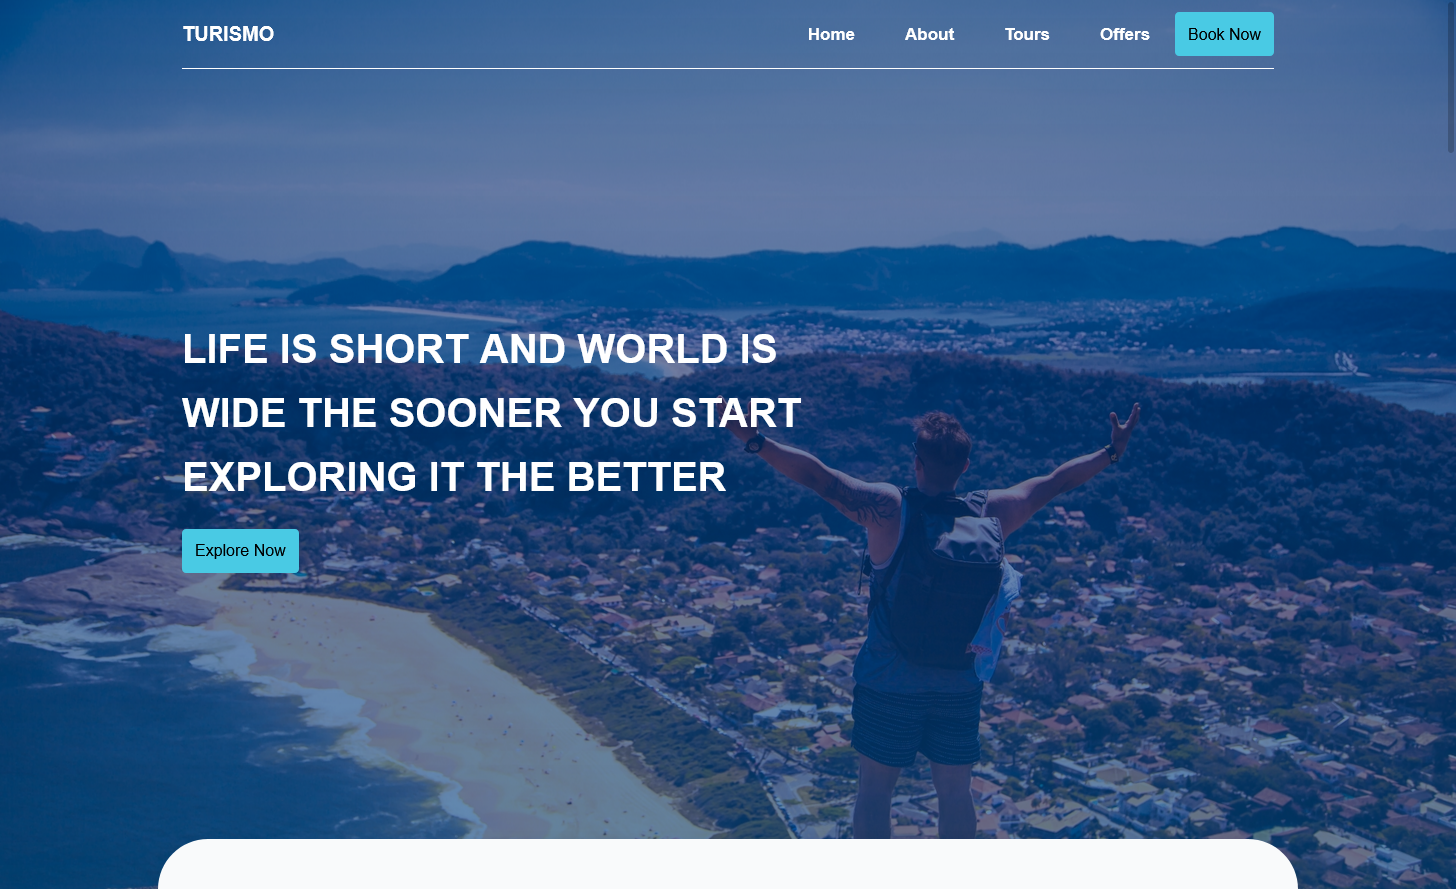 TURISMO
Home
About
Tours
Offers
Book Now
LIFE IS SHORT AND WORLD IS
WIDE THE SOONER YOU START
EXPLORING IT THE BETTER
Explore Now